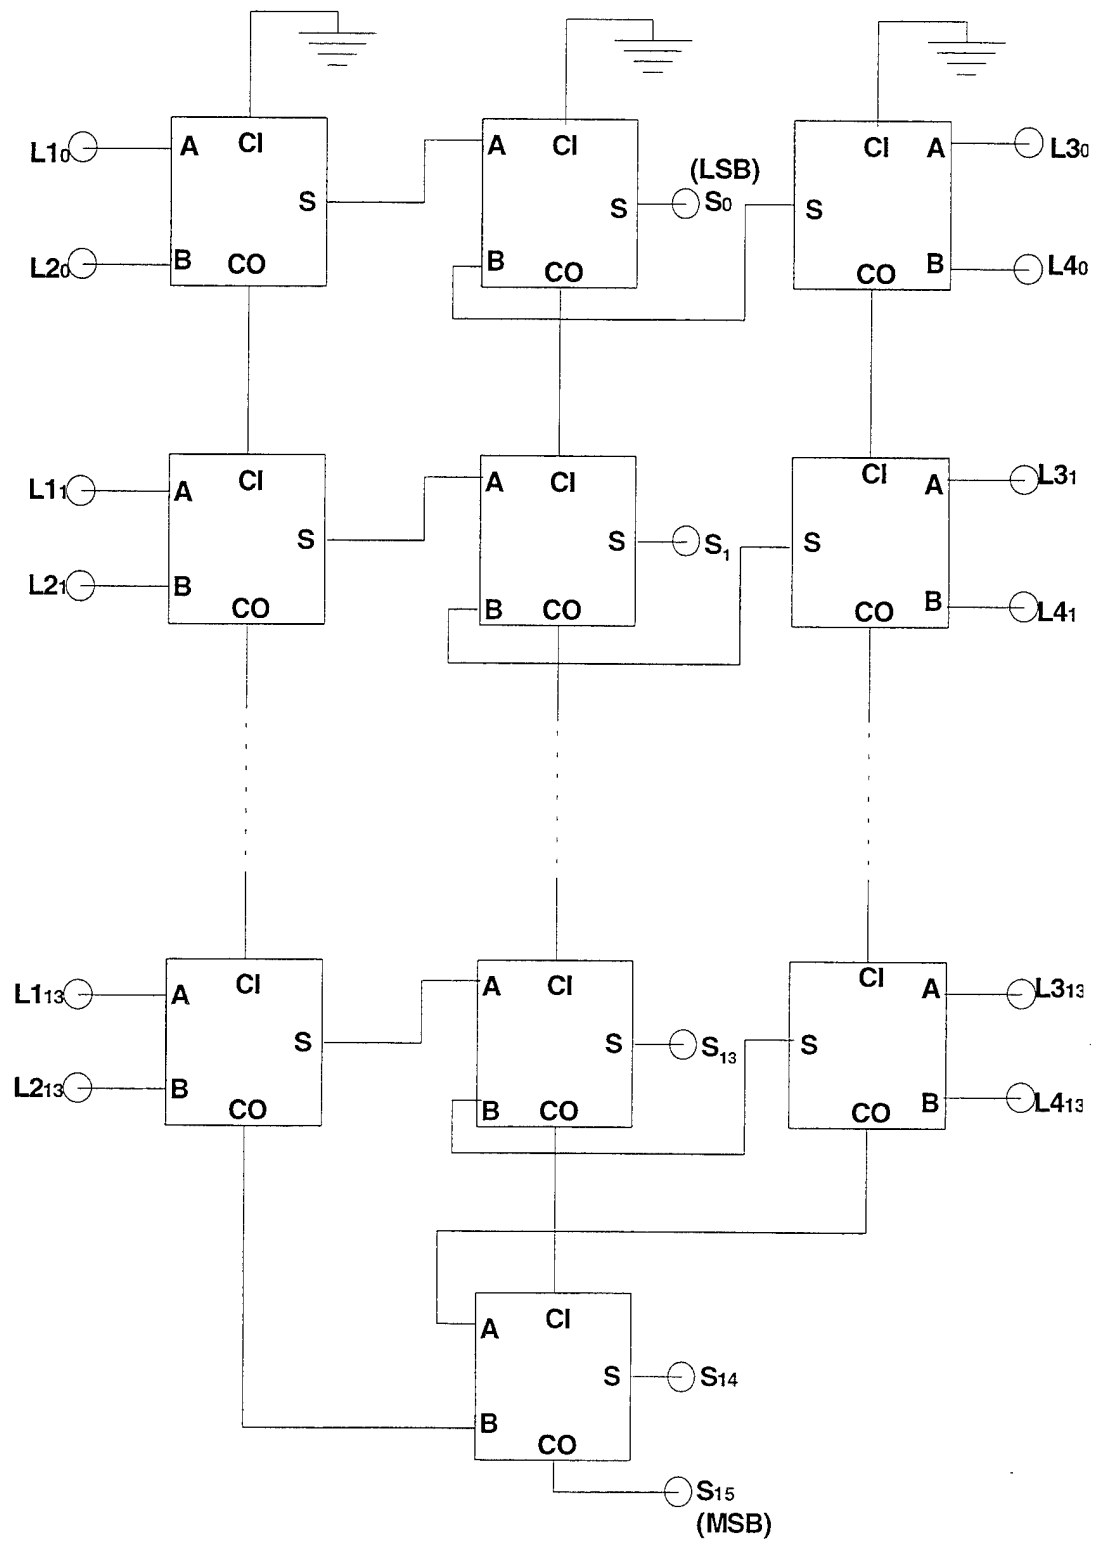 CI CI CI
L1₀ A A A L3₀
(LSB)
S S S₀ S
L2₀ B CO B CO CO B L4₀
CI CI CI
L1₁ A A A L3₁
S S S₁ S
L2₁ B CO B CO CO B L4₁
CI CI CI
L1₁₃ A A A L3₁₃
S S S₁₃ S
L2₁₃ B CO B CO CO B L4₁₃
CI
A
S S₁₄
B
CO
S₁₅
(MSB)